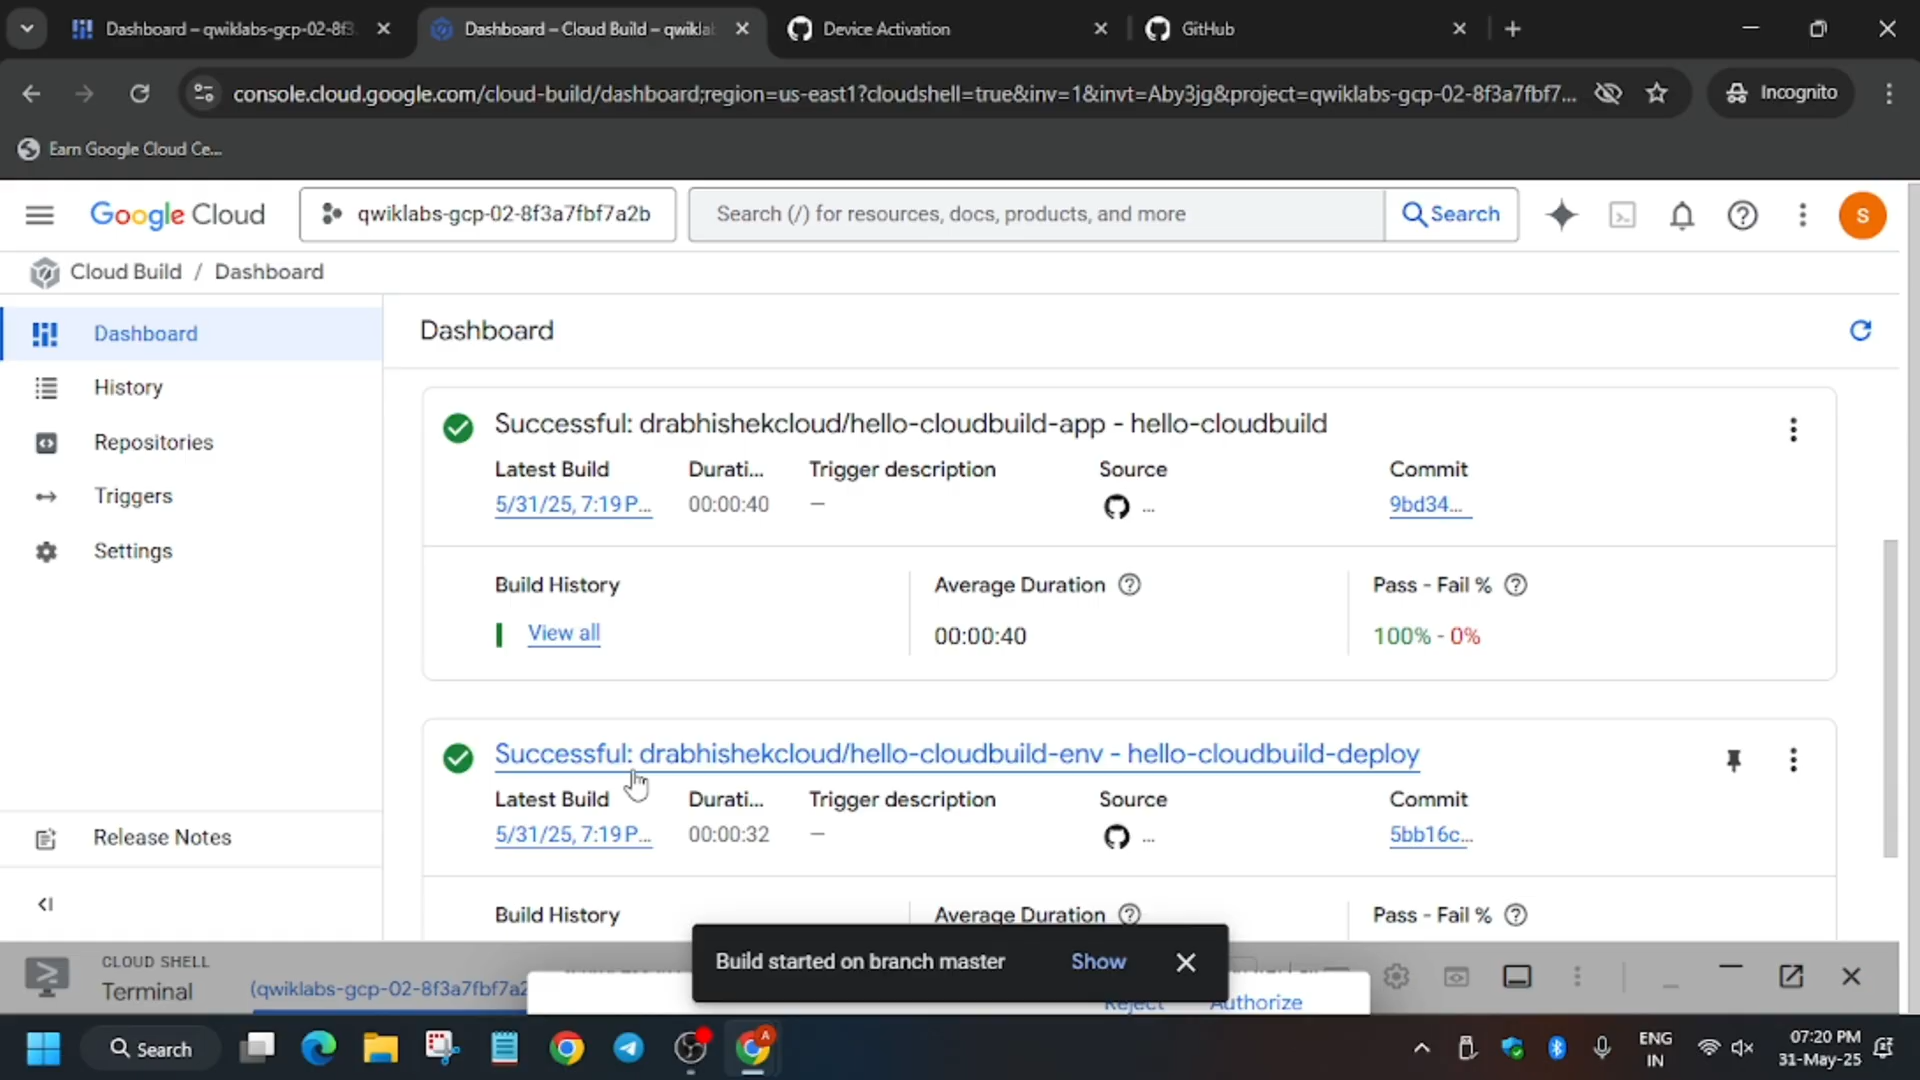 Dashboard – qwiklabs-gcp-02-8f3
Dashboard – Cloud Build – qwikla
Device Activation
GitHub
console.cloud.google.com/cloud-build/dashboard;region=us-east1?cloudshell=true&inv=1&invt=Aby3jg&project=qwiklabs-gcp-02-8f3a7fbf7...
Incognito
Earn Google Cloud Ce...
Google Cloud
qwiklabs-gcp-02-8f3a7fbf7a2b
Search (/) for resources, docs, products, and more
Search
S
Cloud Build / Dashboard
Dashboard
History
Repositories
Triggers
Settings
Release Notes
Dashboard
Successful: drabhishekcloud/hello-cloudbuild-app - hello-cloudbuild
Latest Build Durati... Trigger description Source Commit
5/31/25, 7:19 P... 00:00:40 — ... 9bd34...
Build History Average Duration Pass - Fail %
View all 00:00:40 100% - 0%
Successful: drabhishekcloud/hello-cloudbuild-env - hello-cloudbuild-deploy
Latest Build Durati... Trigger description Source Commit
5/31/25, 7:19 P... 00:00:32 — ... 5bb16c...
Build History Average Duration Pass - Fail %
Build started on branch master Show
CLOUD SHELL
Terminal (qwiklabs-gcp-02-8f3a7fbf7a2
Reject Authorize
Search
A
ENG
IN
07:20 PM
31-May-25